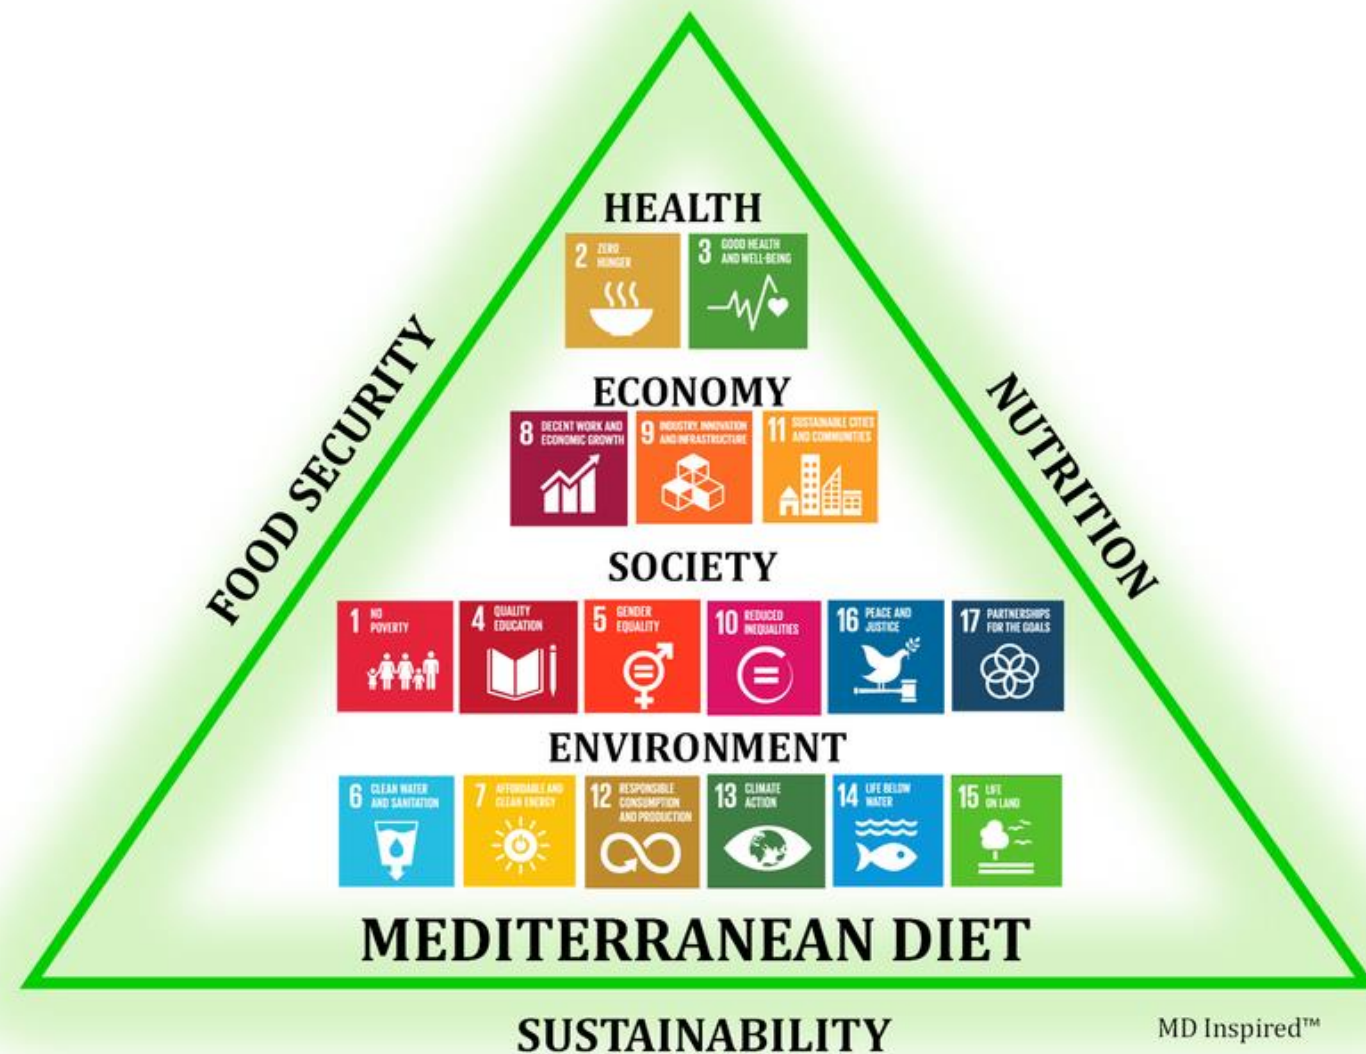 HEALTH
2 ZERO
HUNGER
3 GOOD HEALTH
AND WELL-BEING
FOOD SECURITY
NUTRITION
ECONOMY
8 DECENT WORK AND
ECONOMIC GROWTH
9 INDUSTRY, INNOVATION
AND INFRASTRUCTURE
11 SUSTAINABLE CITIES
AND COMMUNITIES
SOCIETY
1 NO
POVERTY
4 QUALITY
EDUCATION
5 GENDER
EQUALITY
10 REDUCED
INEQUALITIES
16 PEACE AND
JUSTICE
17 PARTNERSHIPS
FOR THE GOALS
ENVIRONMENT
6 CLEAN WATER
AND SANITATION
7 AFFORDABLE AND
CLEAN ENERGY
12 RESPONSIBLE
CONSUMPTION
AND PRODUCTION
13 CLIMATE
ACTION
14 LIFE BELOW
WATER
15 LIFE
ON LAND
MEDITERRANEAN DIET
SUSTAINABILITY
MD Inspired™